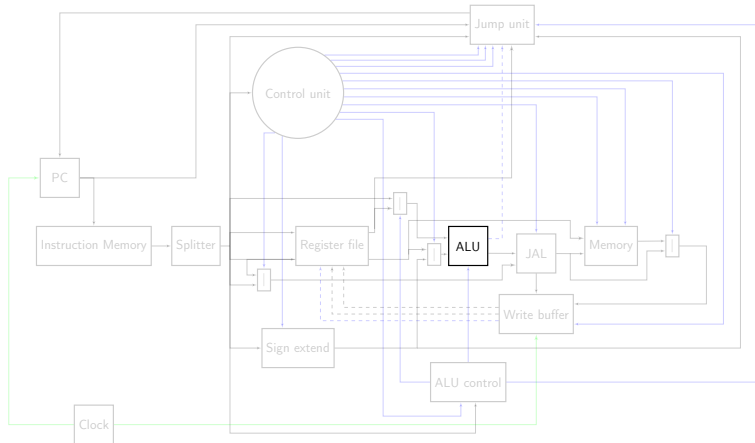 Jump unit
Control unit
PC
Instruction Memory
Splitter
Register file
ALU
JAL
Memory
Write buffer
Sign extend
ALU control
Clock